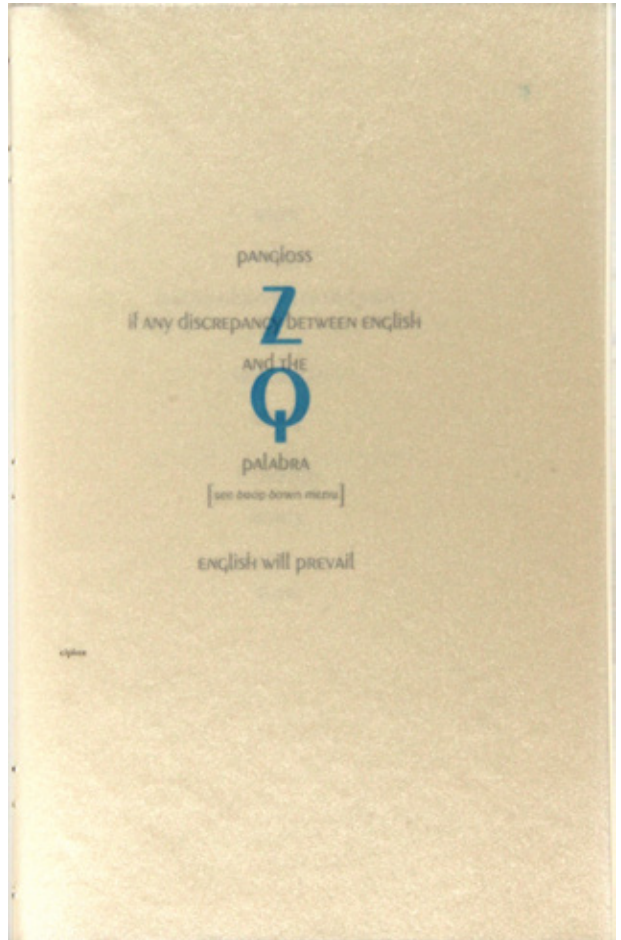 pangloss
Z
if any discrepancy between english
and the
Q
palabra
[see drop down menu]
english will prevail